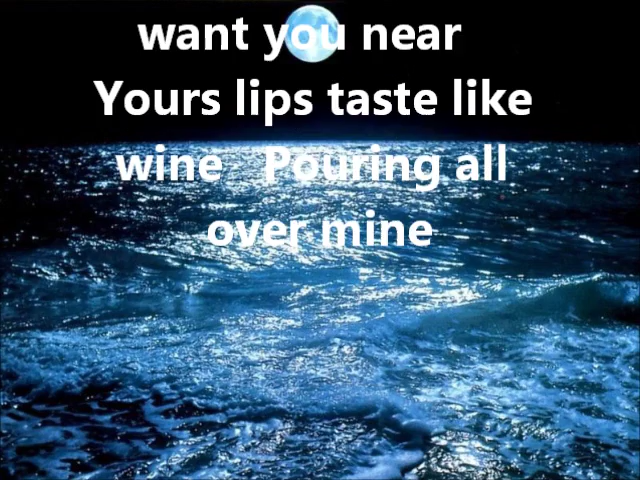 want you near
Yours lips taste like
wine   Pouring all
over mine